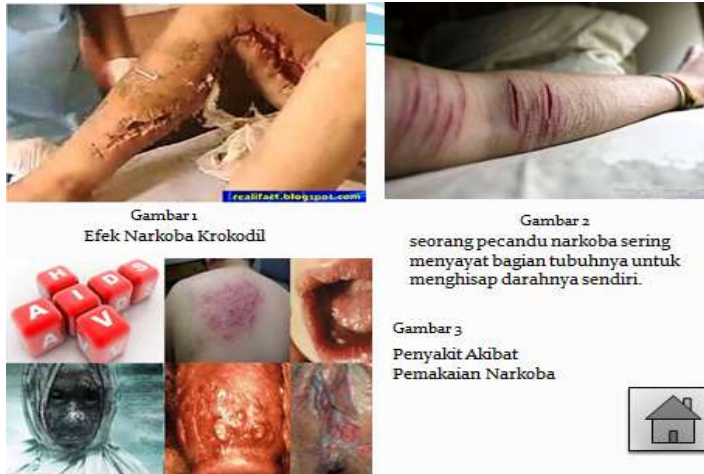 realifact.blogspot.com
Gambar 1
Efek Narkoba Krokodil
Gambar 2
seorang pecandu narkoba sering
menyayat bagian tubuhnya untuk
menghisap darahnya sendiri.
H
A I D S
A V
Gambar 3
Penyakit Akibat
Pemakaian Narkoba